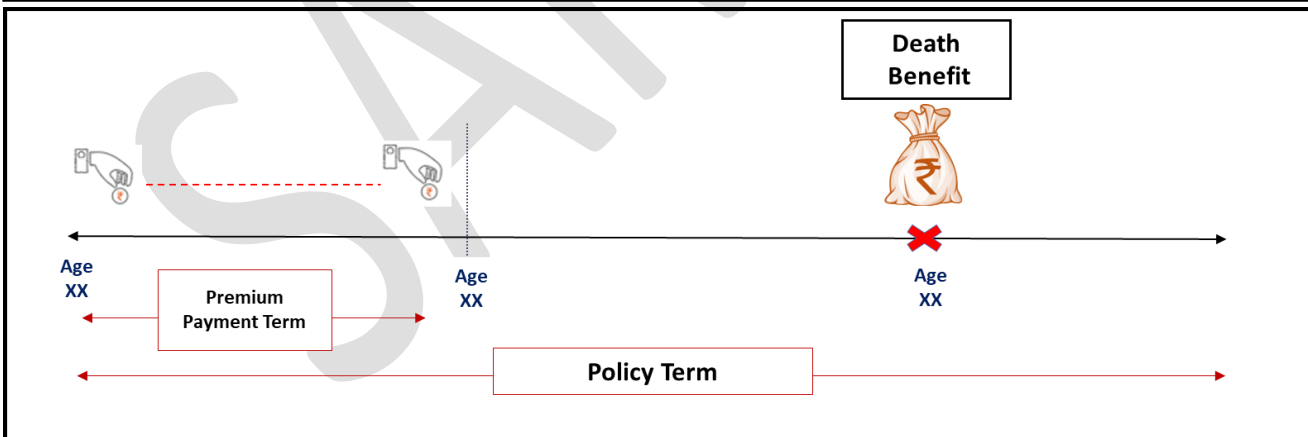 Death
Benefit
₹
₹
₹
Age
XX
Age
XX
Age
XX
Premium
Payment Term
Policy Term